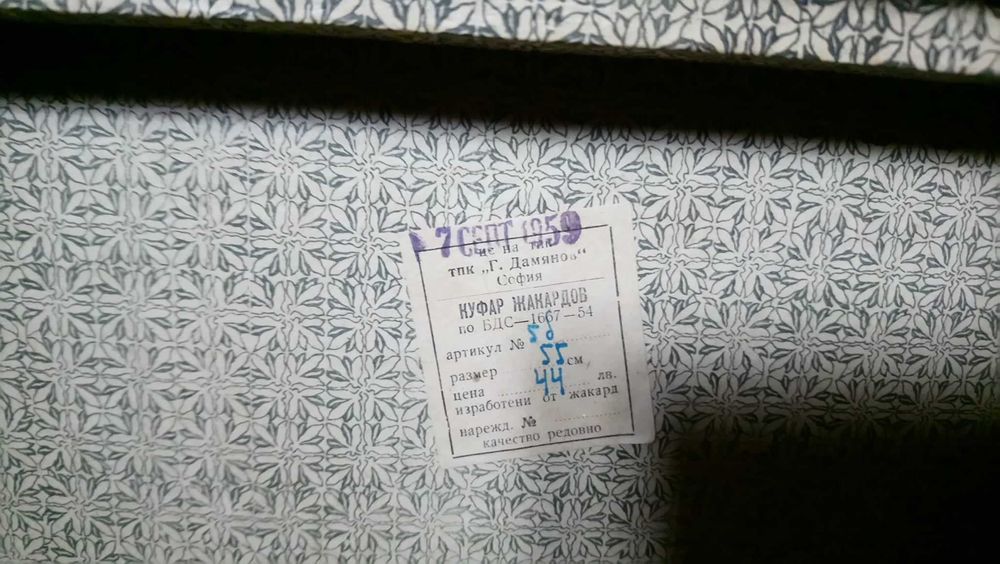 7 СЕПТ 1959
на
тпк „Г. Дамянов“
София
КУФАР ЖАКАРДОВ
по БДС—1667—54
артикул №
размер 55 см
цена 44 лв.
изработени от жакард
нарежд. №
качество редовно